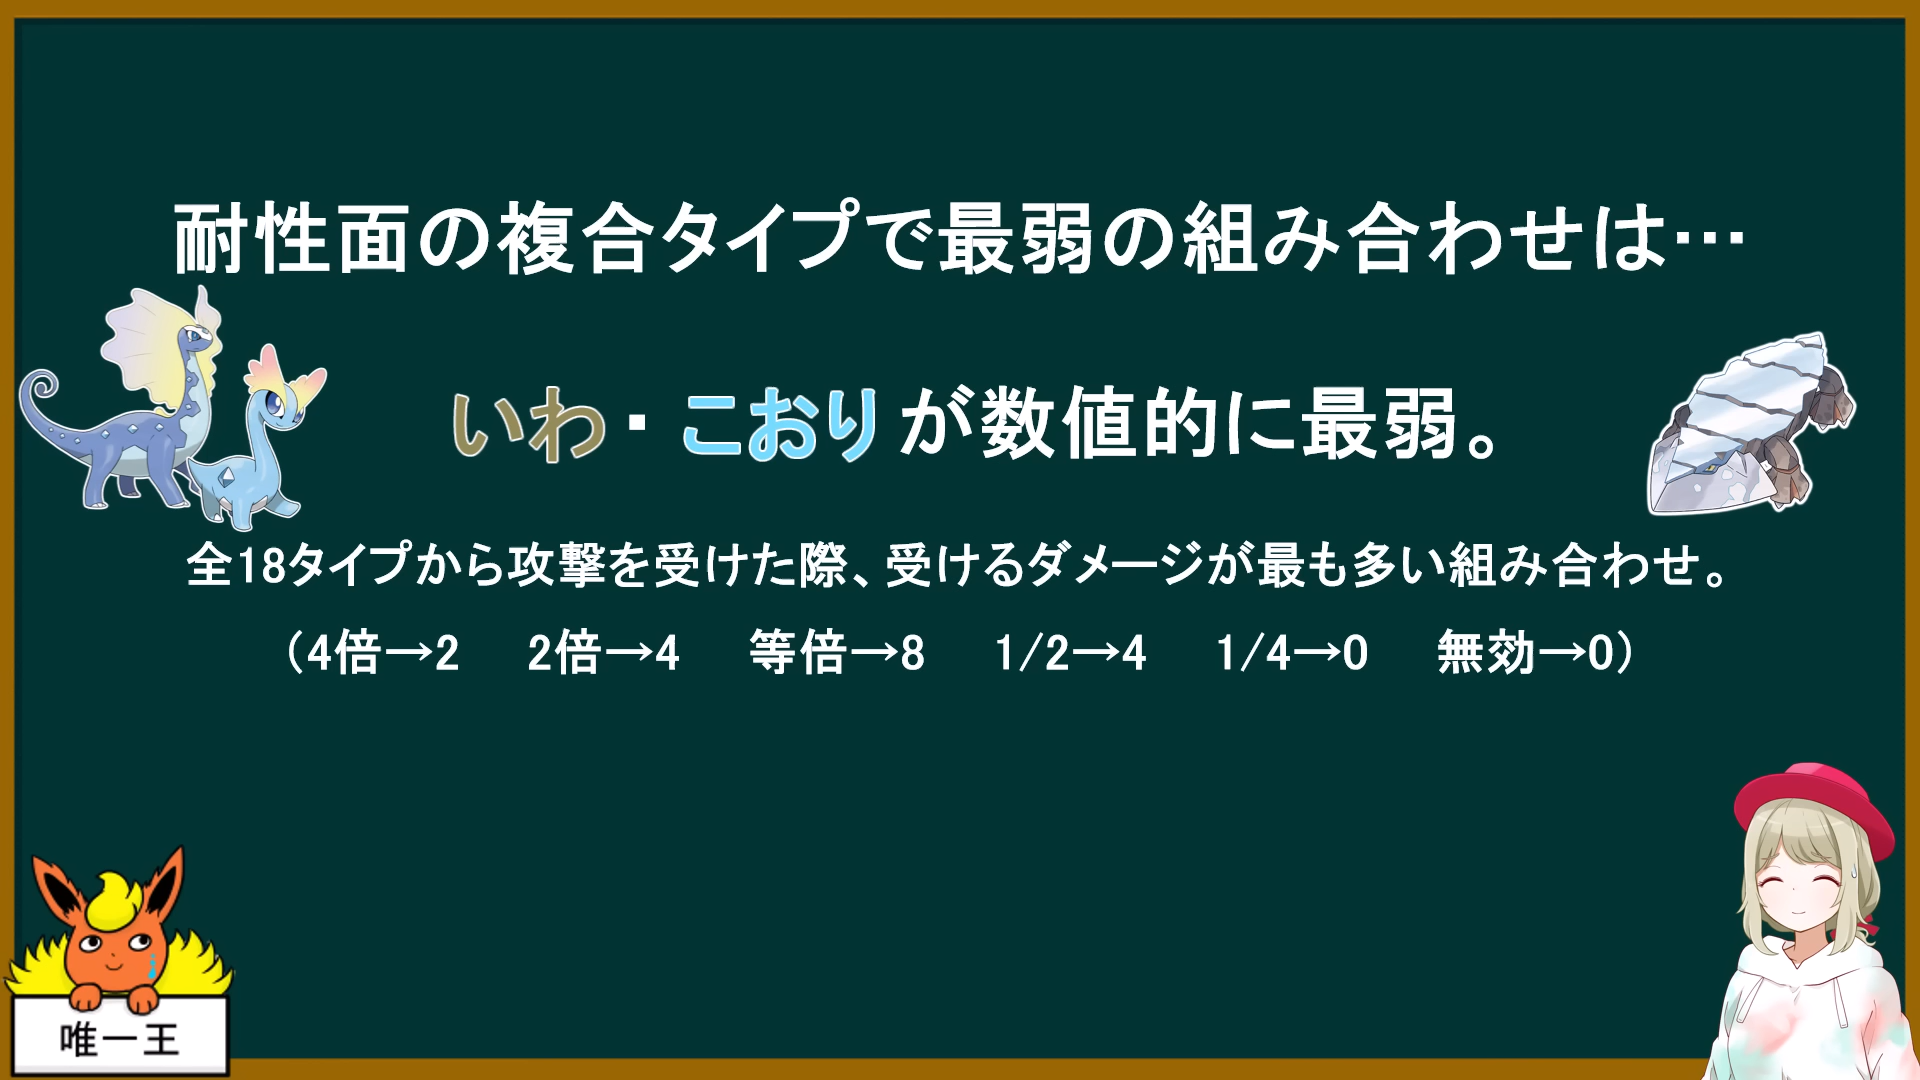 耐性面の複合タイプで最弱の組み合わせは…
いわ・こおりが数値的に最弱。
全18タイプから攻撃を受けた際、受けるダメージが最も多い組み合わせ。
（4倍→2　2倍→4　等倍→8　1/2→4　1/4→0　無効→0）
唯一王